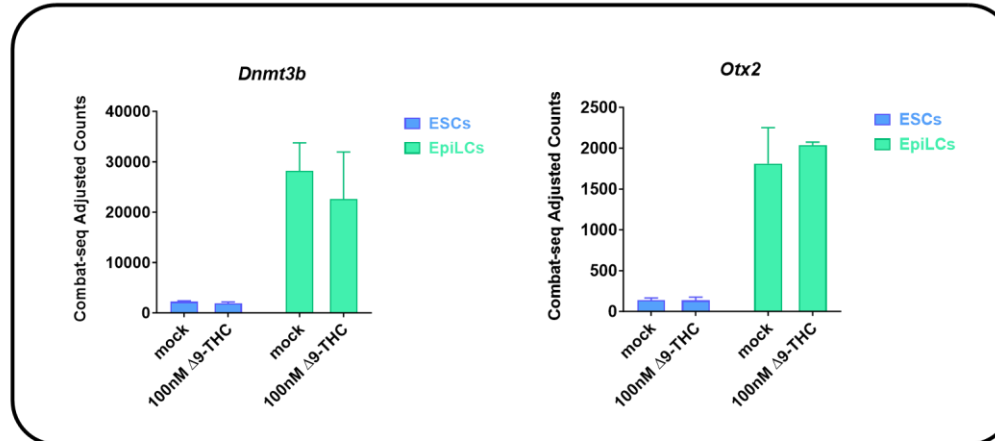 Dnmt3b
Combat-seq Adjusted Counts
40000
30000
20000
10000
0
mock
100nM Δ9-THC
mock
100nM Δ9-THC
ESCs
EpiLCs
Otx2
Combat-seq Adjusted Counts
2500
2000
1500
1000
500
0
mock
100nM Δ9-THC
mock
100nM Δ9-THC
ESCs
EpiLCs